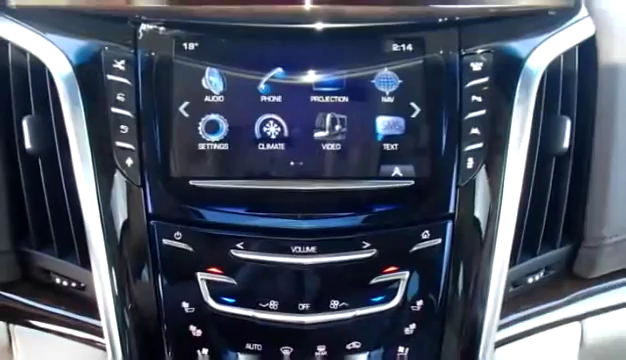 18° 2:14
AUDIO PHONE PROJECTION NAV
SETTINGS CLIMATE VIDEO TEXT
VOLUME
OFF
AUTO